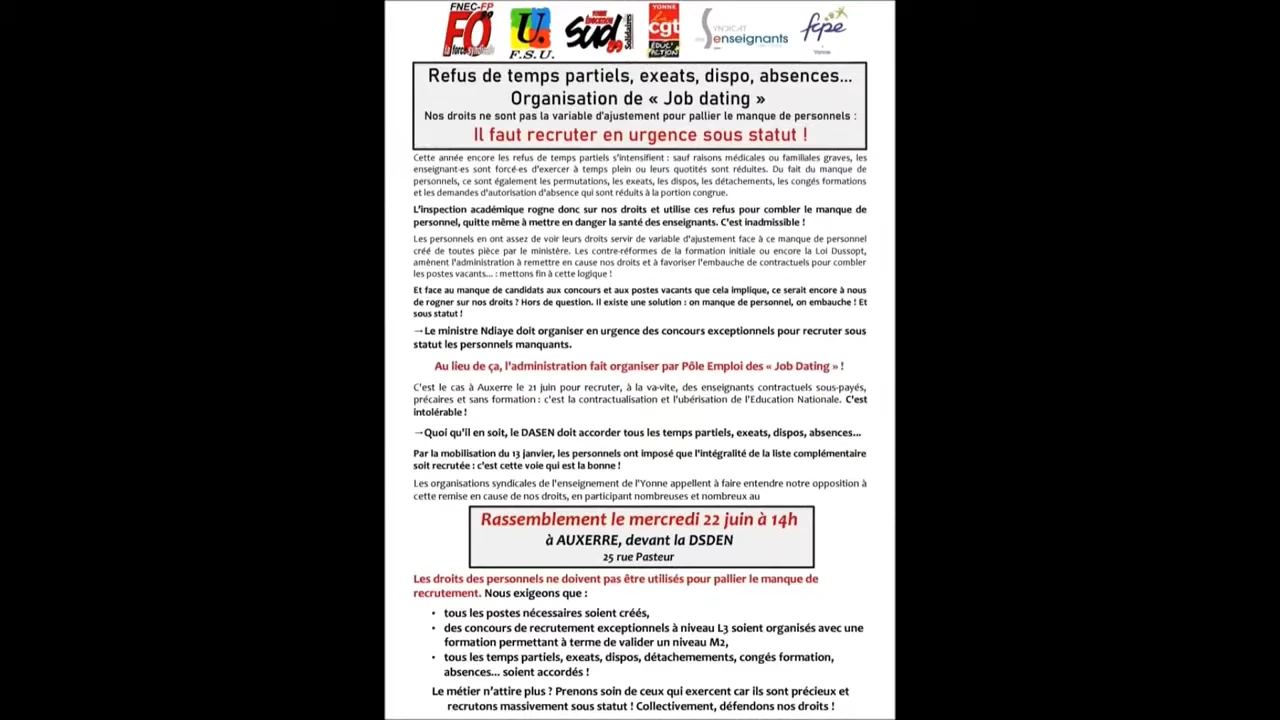 FNEC-FP
FO
la force syndicale
U.
F.S.U.
Sud
Solidaires
YONNE
la
cgt
ÉDUC'ACTION
SYNDICAT
Enseignants
fcpe
Yonne
Refus de temps partiels, exeats, dispo, absences...
Organisation de « Job dating »
Nos droits ne sont pas la variable d'ajustement pour pallier le manque de personnels :
Il faut recruter en urgence sous statut !
Cette année encore les refus de temps partiels s'intensifient : sauf raisons médicales ou familiales graves, les
enseignant·es sont forcé·es d'exercer à temps plein ou leurs quotités sont réduites. Du fait du manque de
personnels, ce sont également les permutations, les exeats, les dispos, les détachements, les congés formations
et les demandes d'autorisation d'absence qui sont réduits à la portion congrue.
L'inspection académique rogne donc sur nos droits et utilise ces refus pour combler le manque de
personnel, quitte même à mettre en danger la santé des enseignants. C'est inadmissible !
Les personnels en ont assez de voir leurs droits servir de variable d'ajustement face à ce manque de personnel
créé de toutes pièce par le ministère. Les contre-réformes de la formation initiale ou encore la Loi Dussopt,
amènent l'administration à remettre en cause nos droits et à favoriser l'embauche de contractuels pour combler
les postes vacants... : mettons fin à cette logique !
Et face au manque de candidats aux concours et aux postes vacants que cela implique, ce serait encore à nous
de rogner sur nos droits ? Hors de question. Il existe une solution : on manque de personnel, on embauche ! Et
sous statut !
→Le ministre Ndiaye doit organiser en urgence des concours exceptionnels pour recruter sous
statut les personnels manquants.
Au lieu de ça, l'administration fait organiser par Pôle Emploi des « Job Dating » !
C'est le cas à Auxerre le 21 juin pour recruter, à la va-vite, des enseignants contractuels sous-payés,
précaires et sans formation : c'est la contractualisation et l'ubérisation de l'Education Nationale. C'est
intolérable !
→Quoi qu'il en soit, le DASEN doit accorder tous les temps partiels, exeats, dispos, absences...
Par la mobilisation du 13 janvier, les personnels ont imposé que l'intégralité de la liste complémentaire
soit recrutée : c'est cette voie qui est la bonne !
Les organisations syndicales de l'enseignement de l'Yonne appellent à faire entendre notre opposition à
cette remise en cause de nos droits, en participant nombreuses et nombreux au
Rassemblement le mercredi 22 juin à 14h
à AUXERRE, devant la DSDEN
25 rue Pasteur
Les droits des personnels ne doivent pas être utilisés pour pallier le manque de
recrutement. Nous exigeons que :
• tous les postes nécessaires soient créés,
• des concours de recrutement exceptionnels à niveau L3 soient organisés avec une
formation permettant à terme de valider un niveau M2,
• tous les temps partiels, exeats, dispos, détachemements, congés formation,
absences... soient accordés !
Le métier n'attire plus ? Prenons soin de ceux qui exercent car ils sont précieux et
recrutons massivement sous statut ! Collectivement, défendons nos droits !